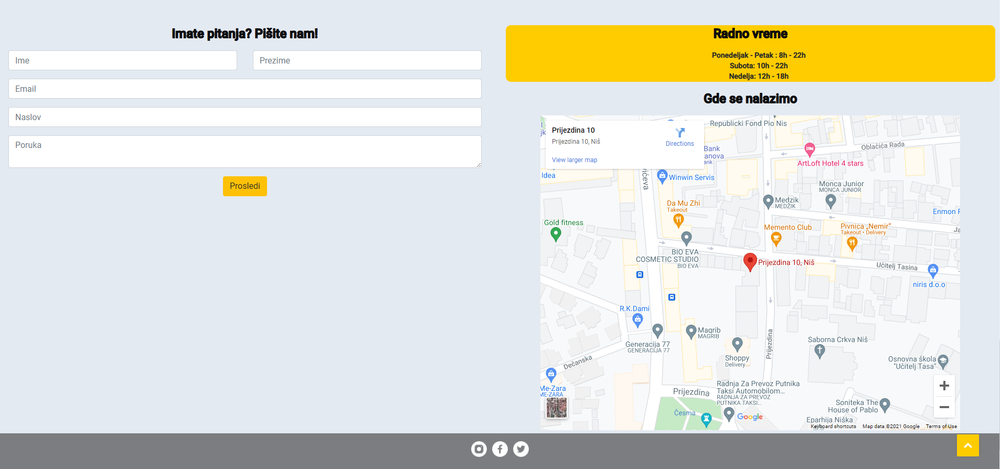 Imate pitanja? Pišite nam!
Ime
Prezime
Email
Naslov
Poruka
Prosledi
Radno vreme
Ponedeljak - Petak : 8h - 22h
Subota: 10h - 22h
Nedelja: 12h - 18h
Gde se nalazimo
Prijezdina 10
Prijezdina 10, Niš
Directions
View larger map
Republicki Fond Pio Nis
Oblačića Rada
Bank
ArtLoft Hotel 4 stars
Idea
Winwin Servis
Monca Junior
MONCA JUNIOR
Medzik
MEDŽIK
Da Mu Zhi
Takeout
Enmon
Gold fitness
Memento Club
Pivnica „Nemir“
Takeout • Delivery
BIO EVA
COSMETIC STUDIO
BIO EVA
Prijezdina 10, Niš
Učitelj Tasina
niris d.o.o
R.K.Dami
Magrib
MAGRIB
Generacija 77
GENERACIJA 77
Shoppy
Delivery
Prijezdina
Saborna Crkva Niš
Dečanska
Osnovna škola
"Učitelj Tasa"
Me-Zara
ME-ZARA
Prijezdina
Radnja Za Prevoz Putnika
Taksi Automobilom...
RADNJA ZA PREVOZ
PUTNIKA TAKSI...
Soniteka The
House of Pablo
Česma
Google
Eparhija Niška
Keyboard shortcuts
Map data ©2021 Google
Terms of Use